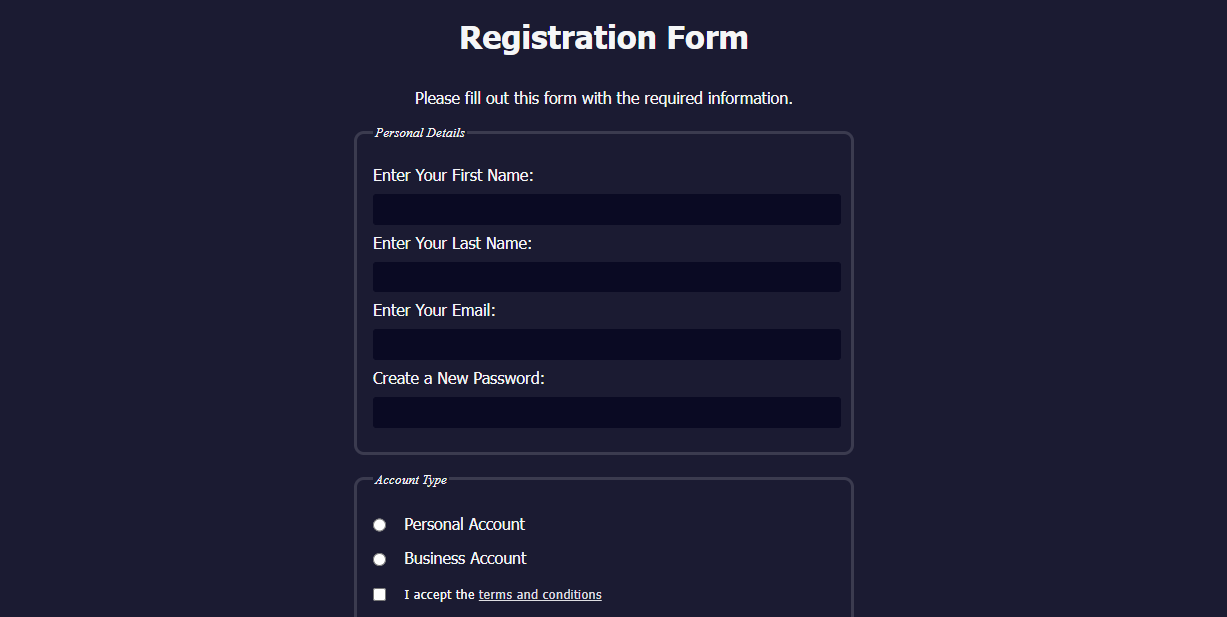 Registration Form
Please fill out this form with the required information.
Personal Details
Enter Your First Name:
Enter Your Last Name:
Enter Your Email:
Create a New Password:
Account Type
Personal Account
Business Account
I accept the terms and conditions